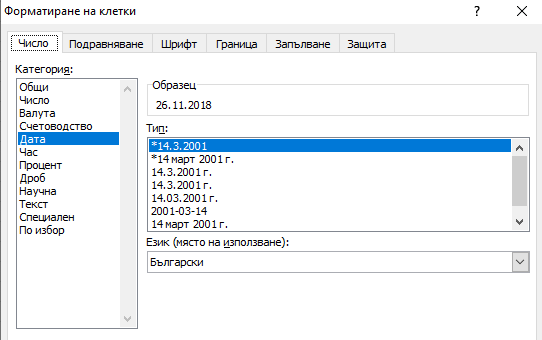 Форматиране на клетки
Число Подравняване Шрифт Граница Запълване Защита
Категория:
Общи
Число
Валута
Счетоводство
Дата
Час
Процент
Дроб
Научна
Текст
Специален
По избор
Образец
26.11.2018
Тип:
*14.3.2001
*14 март 2001 г.
14.3.2001 г.
14.3.2001 г.
14.03.2001 г.
2001-03-14
14 март 2001 г.
Език (място на използване):
Български